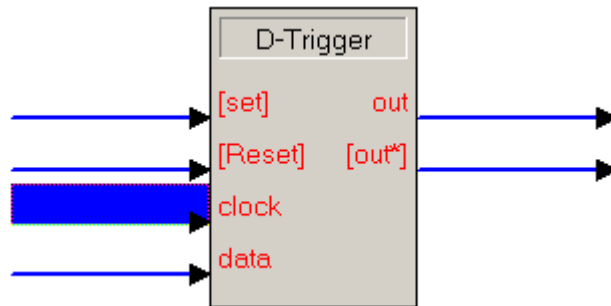 D-Trigger
[set] out
[Reset] [out*]
clock
data